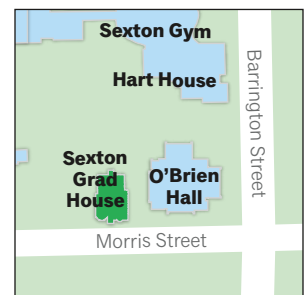 Sexton Gym
Hart House
Barrington Street
Sexton
Grad
House
O'Brien
Hall
Morris Street